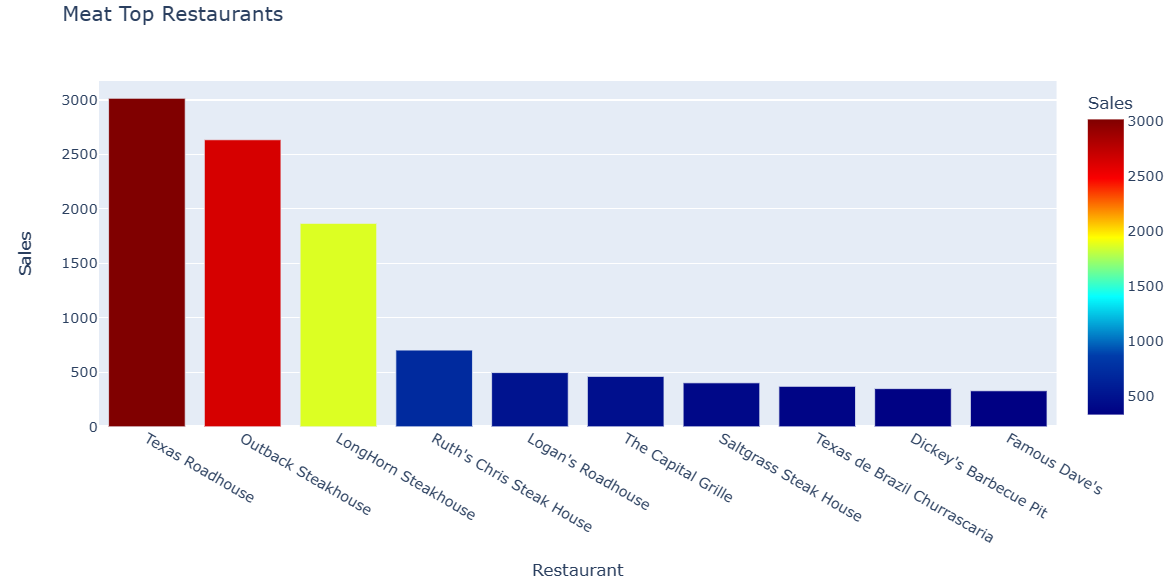 Meat Top Restaurants
Sales
3000
2500
2000
1500
1000
500
0
Texas Roadhouse
Outback Steakhouse
LongHorn Steakhouse
Ruth's Chris Steak House
Logan's Roadhouse
The Capital Grille
Saltgrass Steak House
Texas de Brazil Churrascaria
Dickey's Barbecue Pit
Famous Dave's
Restaurant
Sales
3000
2500
2000
1500
1000
500